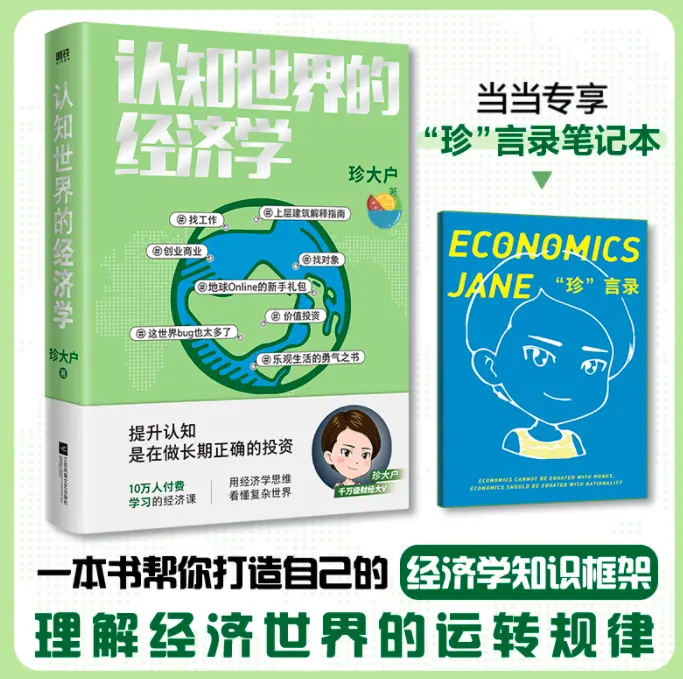 认知世界的
经济学
珍大户
著
#找工作
#上层建筑解释指南
#创业商业
#找对象
#地球Online的新手礼包
#价值投资
#这世界bug也太多了
#乐观生活的勇气之书
提升认知
是在做长期正确的投资
10万人付费
学习的经济课
用经济学思维
看懂复杂世界
珍大户
千万级财经大V
认知世界的经济学
珍大户
著
当当专享
“珍”言录笔记本
ECONOMICS
JANE “珍”言录
ECONOMICS CANNOT BE EQUATED WITH MONEY,
ECONOMICS SHOULD BE EQUATED WITH RATIONALITY
一本书帮你打造自己的 经济学知识框架
理解经济世界的运转规律